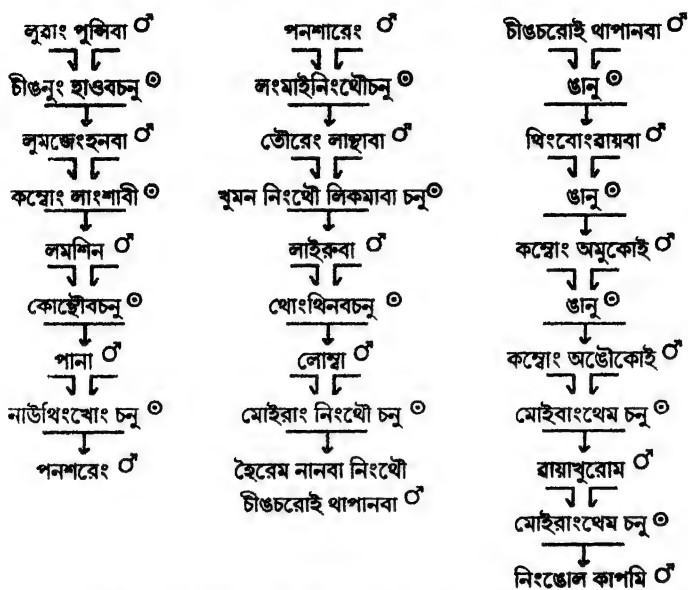 লুৱাং পুন্সিবা ♂
চীঙনুং হাওবচনু ⊙
লুমজেংহনবা ♂
কম্বোং লাংশাবী ⊙
লমশিন ♂
কোন্থৌবচনু ⊙
পানা ♂
নাউথিংখোং চনু ⊙
পনশরেং ♂
পনশারেং ♂
লংমাইনিংথৌচনু ⊙
তৌরেং লান্থাবা ♂
খুমন নিংথৌ লিকমাবা চনু ⊙
লাইরুবা ♂
থোংথিনবচনু ⊙
লোম্বা ♂
মোইরাং নিংথৌ চনু ⊙
হৈরেম নানবা নিংথৌ
চীঙচরোই থাপানবা ♂
চীঙচরোই থাপানবা ♂
ঙানু ⊙
থিংবোংৱায়বা ♂
ঙানু ⊙
কম্বোং অমুকোই ♂
ঙানু ⊙
কম্বোং অঙৌকোই ♂
মোইবাংথেম চনু ⊙
ৱায়াখুরোম ♂
মোইরাংথেম চনু ⊙
নিংঙোল কাপমি ♂